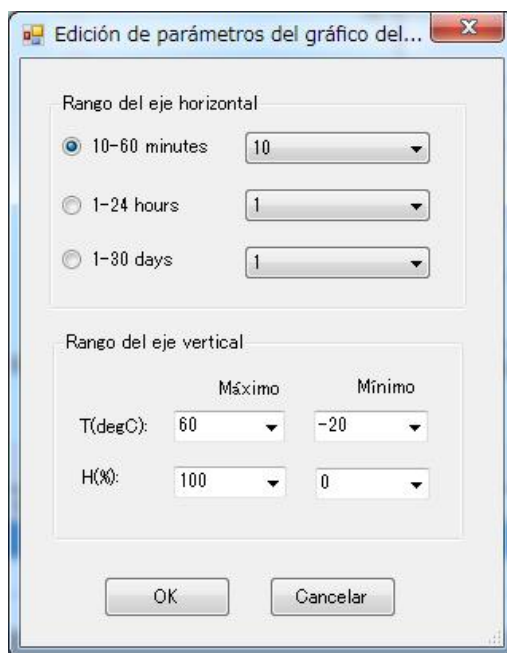 Edición de parámetros del gráfico del...
Rango del eje horizontal
10-60 minutes 10
1-24 hours 1
1-30 days 1
Rango del eje vertical
Máximo Mínimo
T(degC): 60 -20
H(%): 100 0
OK Cancelar